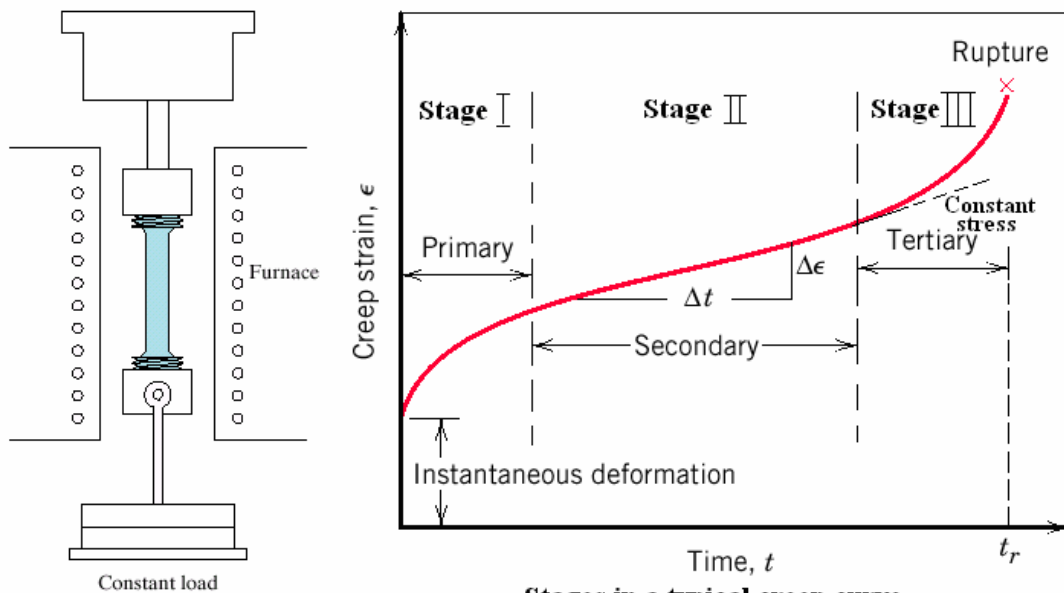 Furnace
Constant load
Creep strain, ϵ
Stage I
Stage II
Stage III
Rupture
Constant
stress
Primary
Tertiary
Δϵ
Δt
Secondary
Instantaneous deformation
t_r
Time, t